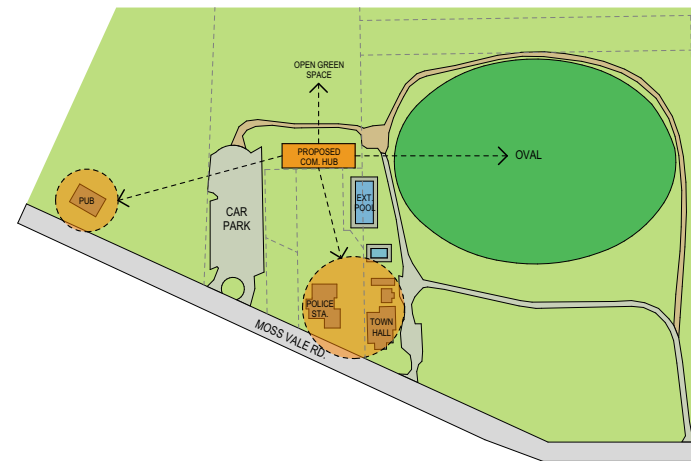 OPEN GREEN
SPACE
PROPOSED
COM. HUB
OVAL
PUB
EXT.
POOL
CAR
PARK
POLICE
STA.
TOWN
HALL
MOSS VALE RD.